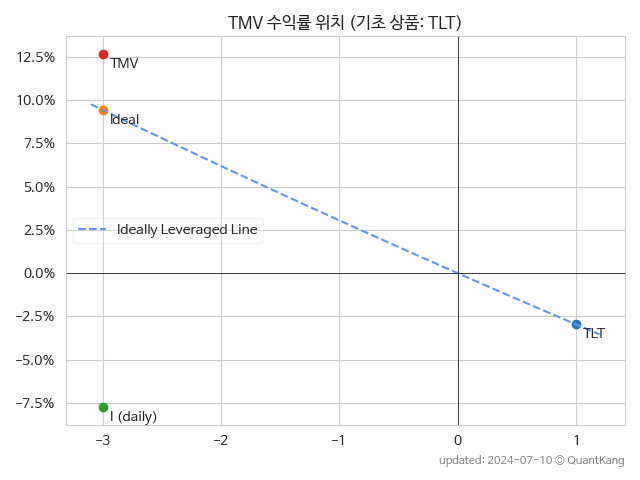 TMV 수익률 위치 (기초 상품: TLT)
12.5%
10.0%
7.5%
5.0%
2.5%
0.0%
−2.5%
−5.0%
−7.5%
TMV
Ideal
Ideally Leveraged Line
TLT
I (daily)
−3
−2
−1
0
1
updated: 2024-07-10 © QuantKang